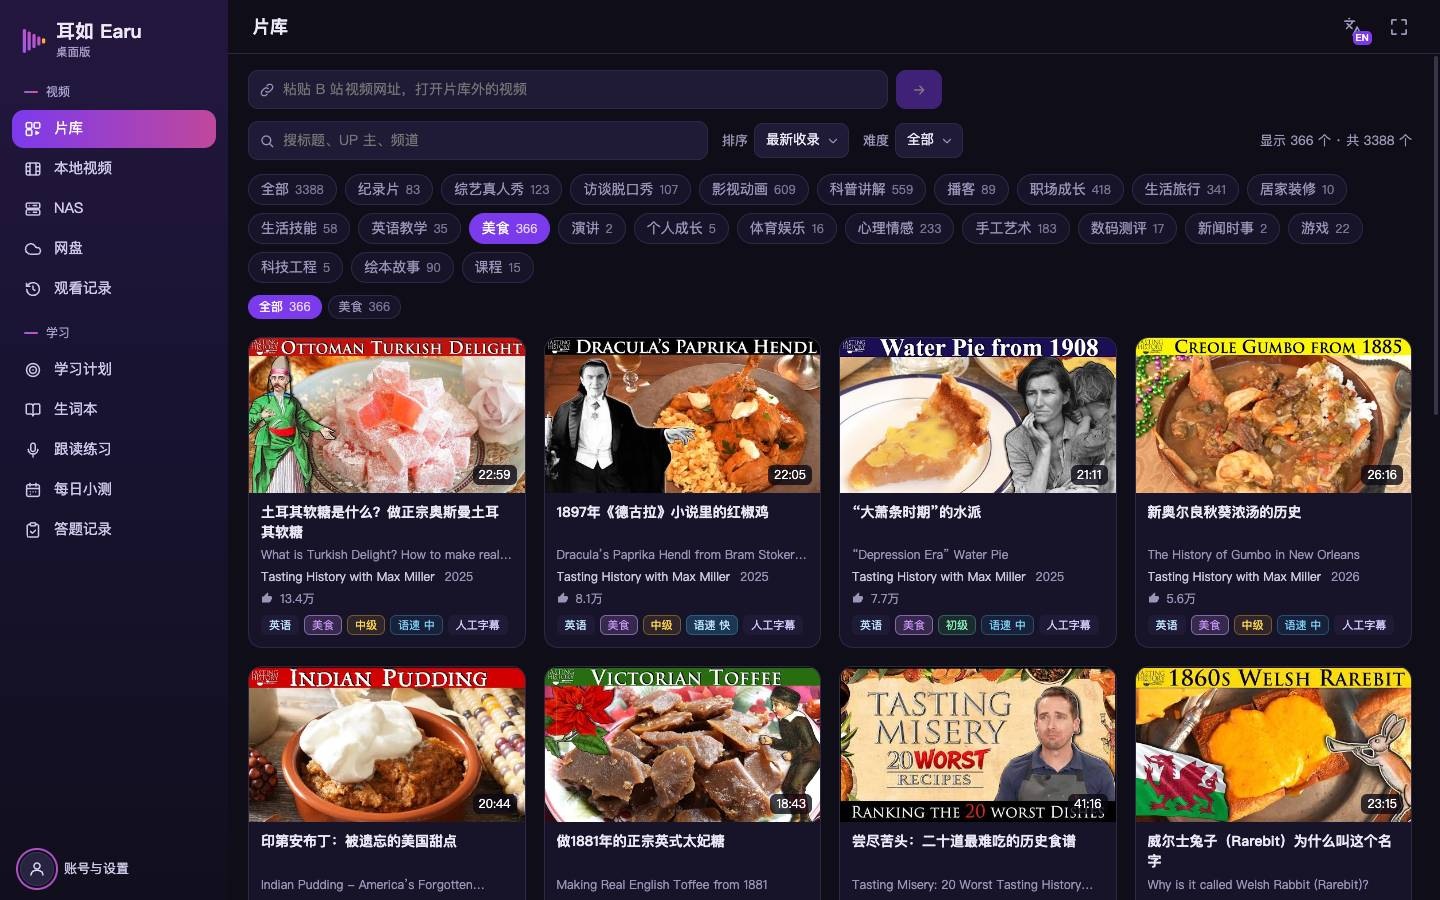 耳如 Earu
桌面版
视频
片库
本地视频
NAS
网盘
观看记录
学习
学习计划
生词本
跟读练习
每日小测
答题记录
账号与设置
片库
EN
粘贴 B 站视频网址，打开片库外的视频
搜标题、UP 主、频道
排序 最新收录 难度 全部
显示 366 个 · 共 3388 个
全部 3388 纪录片 83 综艺真人秀 123 访谈脱口秀 107 影视动画 609 科普讲解 559 播客 89 职场成长 418 生活旅行 341 居家装修 10
生活技能 58 英语教学 35 美食 366 演讲 2 个人成长 5 体育娱乐 16 心理情感 233 手工艺术 183 数码测评 17 新闻时事 2 游戏 22
科技工程 5 绘本故事 90 课程 15
全部 366 美食 366
TASTING HISTORY OTTOMAN TURKISH DELIGHT
22:59
土耳其软糖是什么？做正宗奥斯曼土耳
其软糖
What is Turkish Delight? How to make real...
Tasting History with Max Miller 2025
13.4万
英语 美食 中级 语速 中 人工字幕
TASTING HISTORY DRACULA'S PAPRIKA HENDL
22:05
1897年《德古拉》小说里的红椒鸡
Dracula's Paprika Hendl from Bram Stoker...
Tasting History with Max Miller 2025
8.1万
英语 美食 中级 语速 快 人工字幕
TASTING HISTORY Water Pie from 1908
21:11
“大萧条时期”的水派
“Depression Era” Water Pie
Tasting History with Max Miller 2025
7.7万
英语 美食 初级 语速 中 人工字幕
TASTING HISTORY CREOLE GUMBO FROM 1885
26:16
新奥尔良秋葵浓汤的历史
The History of Gumbo in New Orleans
Tasting History with Max Miller 2026
5.6万
英语 美食 中级 语速 中 人工字幕
TASTING HISTORY INDIAN PUDDING
20:44
印第安布丁：被遗忘的美国甜点
Indian Pudding – America's Forgotten...
TASTING HISTORY VICTORIAN TOFFEE
18:43
做1881年的正宗英式太妃糖
Making Real English Toffee from 1881
TASTING
MISERY
20 WORST
RECIPES
RANKING THE 20 WORST DISHES
41:16
尝尽苦头：二十道最难吃的历史食谱
Tasting Misery: 20 Worst Tasting History...
TASTING HISTORY 1860S WELSH RAREBIT
23:15
威尔士兔子（Rarebit）为什么叫这个名
字
Why is it called Welsh Rabbit (Rarebit)?